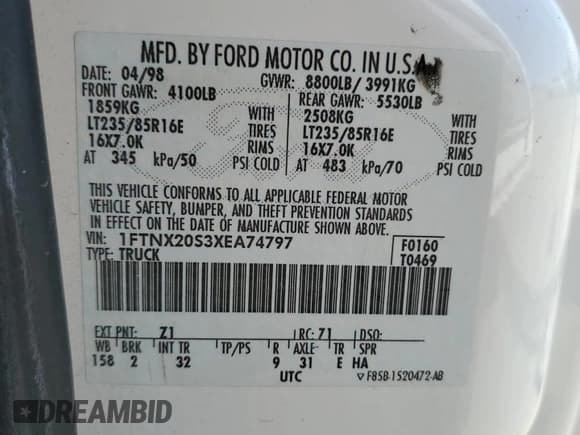 MFD. BY FORD MOTOR CO. IN U.S.A.
DATE: 04/98 GVWR: 8800LB/ 3991KG
FRONT GAWR: 4100LB REAR GAWR: 5530LB
1859KG WITH 2508KG WITH
LT235/85R16E TIRES LT235/85R16E TIRES
16X7.0K RIMS 16X7.0K RIMS
AT 345 kPa/50 PSI COLD AT 483 kPa/70 PSI COLD
THIS VEHICLE CONFORMS TO ALL APPLICABLE FEDERAL MOTOR
VEHICLE SAFETY, BUMPER, AND THEFT PREVENTION STANDARDS
IN EFFECT ON THE DATE OF MANUFACTURE SHOWN ABOVE.
VIN: 1FTNX20S3XEA74797 F0160
TYPE: TRUCK T0469
EXT PNT: Z1 RC: 71 DSO:
WB BRK INT TR TP/PS R AXLE TR SPR
158 2 32 9 31 E HA
UTC ▽F85B-1520472-AB
DREAMBID